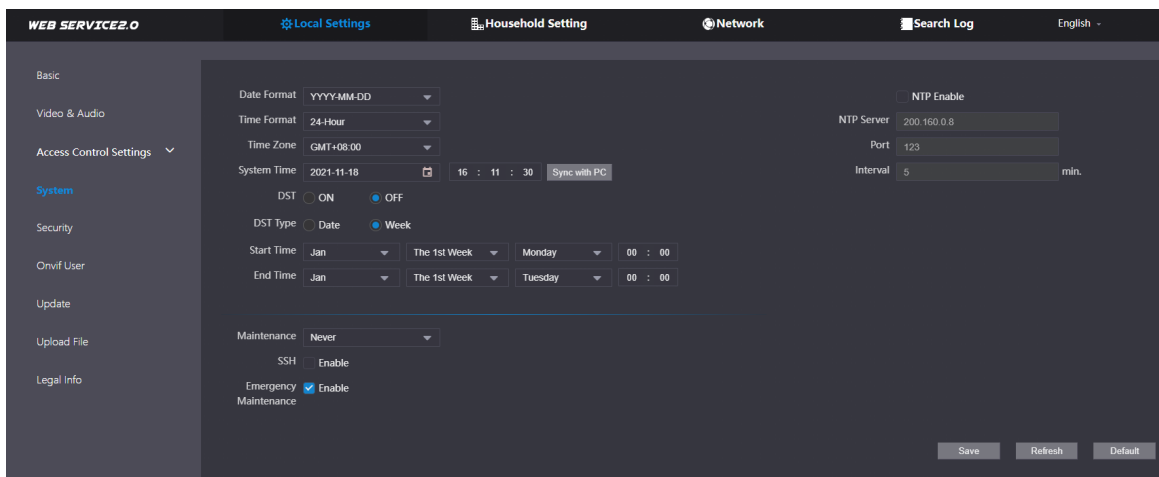 WEB SERVICE2.0 Local Settings Household Setting Network Search Log English
Basic
Video & Audio
Access Control Settings
System
Security
Onvif User
Update
Upload File
Legal Info
Date Format YYYY-MM-DD
Time Format 24-Hour
Time Zone GMT+08:00
System Time 2021-11-18 16 : 11 : 30 Sync with PC
DST ON OFF
DST Type Date Week
Start Time Jan The 1st Week Monday 00 : 00
End Time Jan The 1st Week Tuesday 00 : 00
NTP Enable
NTP Server 200.160.0.8
Port 123
Interval 5 min.
Maintenance Never
SSH Enable
Emergency Enable
Maintenance
Save Refresh Default